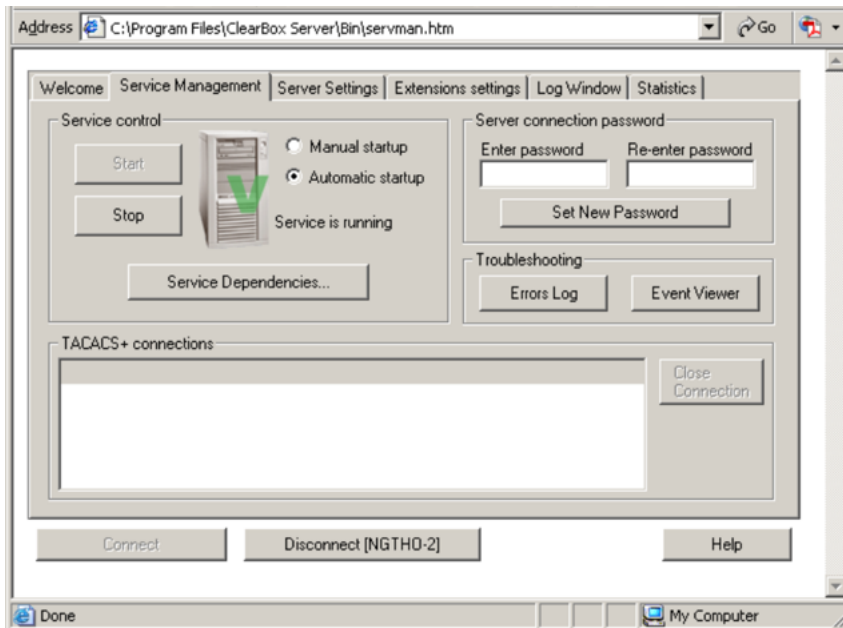 Address C:\Program Files\ClearBox Server\Bin\servman.htm Go
Welcome Service Management Server Settings Extensions settings Log Window Statistics
Service control
Start
Manual startup
Automatic startup
Stop
V
Service is running
Service Dependencies...
Server connection password
Enter password Re-enter password
Set New Password
Troubleshooting
Errors Log Event Viewer
TACACS+ connections
Close
Connection
Connect Disconnect [NGTHO-2] Help
Done My Computer